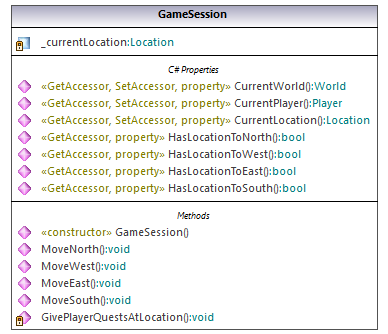 GameSession
_currentLocation:Location
C# Properties
«GetAccessor, SetAccessor, property» CurrentWorld():World
«GetAccessor, SetAccessor, property» CurrentPlayer():Player
«GetAccessor, SetAccessor, property» CurrentLocation():Location
«GetAccessor, property» HasLocationToNorth():bool
«GetAccessor, property» HasLocationToWest():bool
«GetAccessor, property» HasLocationToEast():bool
«GetAccessor, property» HasLocationToSouth():bool
Methods
«constructor» GameSession()
MoveNorth():void
MoveWest():void
MoveEast():void
MoveSouth():void
GivePlayerQuestsAtLocation():void